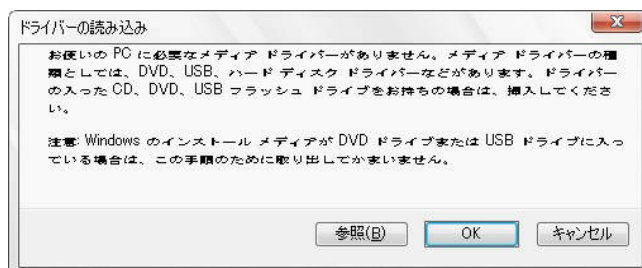 ドライバーの読み込み
お使いの PC に必要なメディア ドライバーがありません。メディア ドライバーの種
類としては、DVD、USB、ハード ディスク ドライバーなどがあります。ドライバー
の入った CD、DVD、USB フラッシュ ドライブをお持ちの場合は、挿入してくださ
い。
注意: Windows のインストール メディアが DVD ドライブまたは USB ドライブに入っ
ている場合は、この手順のために取り出してかまいません。
参照(B) OK キャンセル